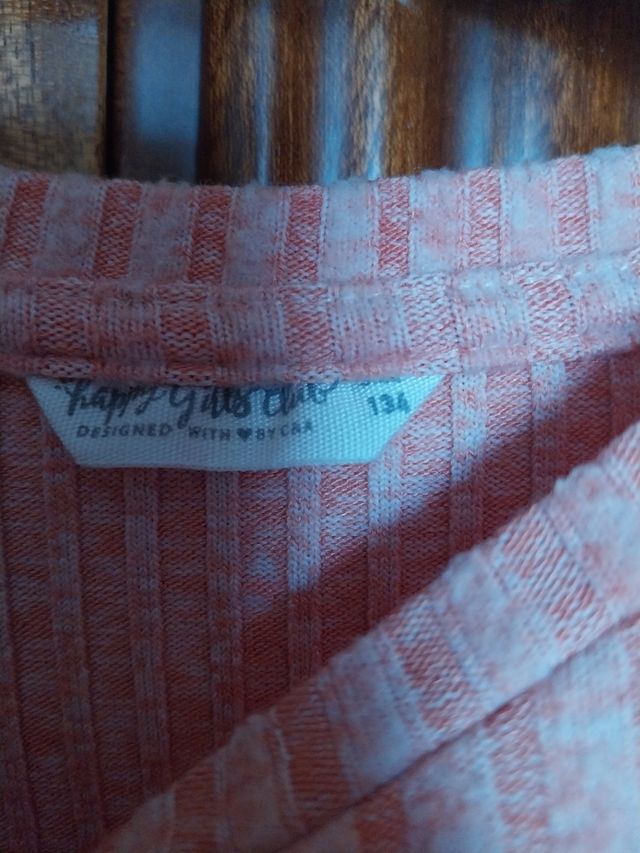 happy girls club
134
DESIGNED WITH ♥ BY C&A